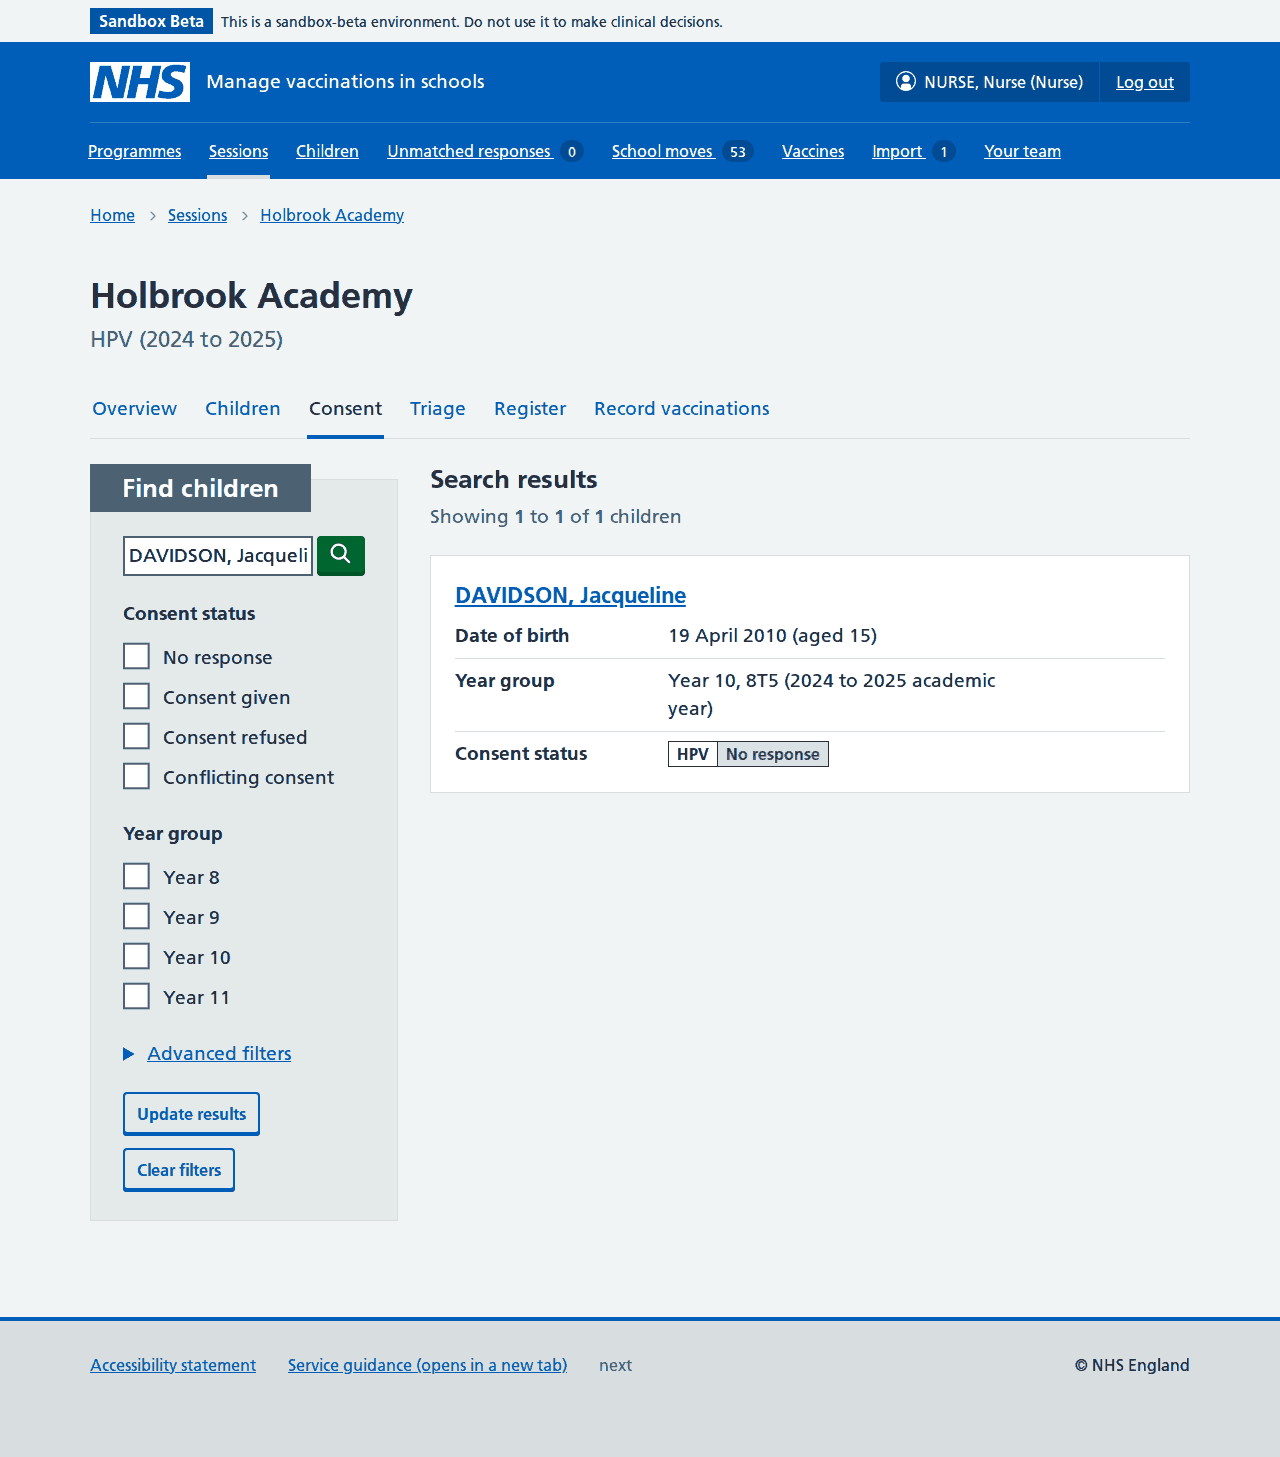 Sandbox Beta This is a sandbox-beta environment. Do not use it to make clinical decisions.
NHS Manage vaccinations in schools NURSE, Nurse (Nurse) Log out
Programmes Sessions Children Unmatched responses 0 School moves 53 Vaccines Import 1 Your team
Home Sessions Holbrook Academy
Holbrook Academy
HPV (2024 to 2025)
Overview Children Consent Triage Register Record vaccinations
Find children
DAVIDSON, Jacqueli
Consent status
No response
Consent given
Consent refused
Conflicting consent
Year group
Year 8
Year 9
Year 10
Year 11
Advanced filters
Update results
Clear filters
Search results
Showing 1 to 1 of 1 children
DAVIDSON, Jacqueline
Date of birth 19 April 2010 (aged 15)
Year group Year 10, 8T5 (2024 to 2025 academic
year)
Consent status HPV No response
Accessibility statement Service guidance (opens in a new tab) next © NHS England